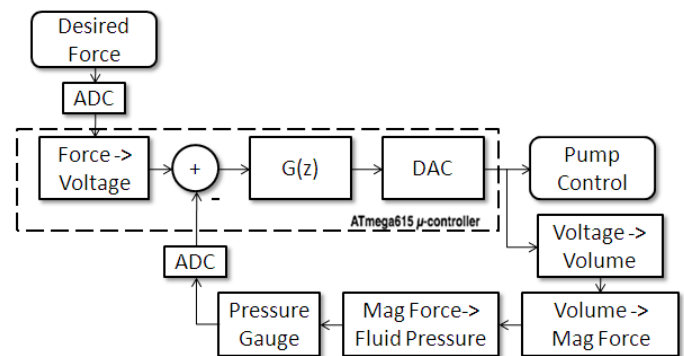 Desired
Force
ADC
Force ->
Voltage
+
-
G(z)
DAC
Pump
Control
ATmega615 µ-controller
ADC
Voltage ->
Volume
Pressure
Gauge
Mag Force->
Fluid Pressure
Volume ->
Mag Force